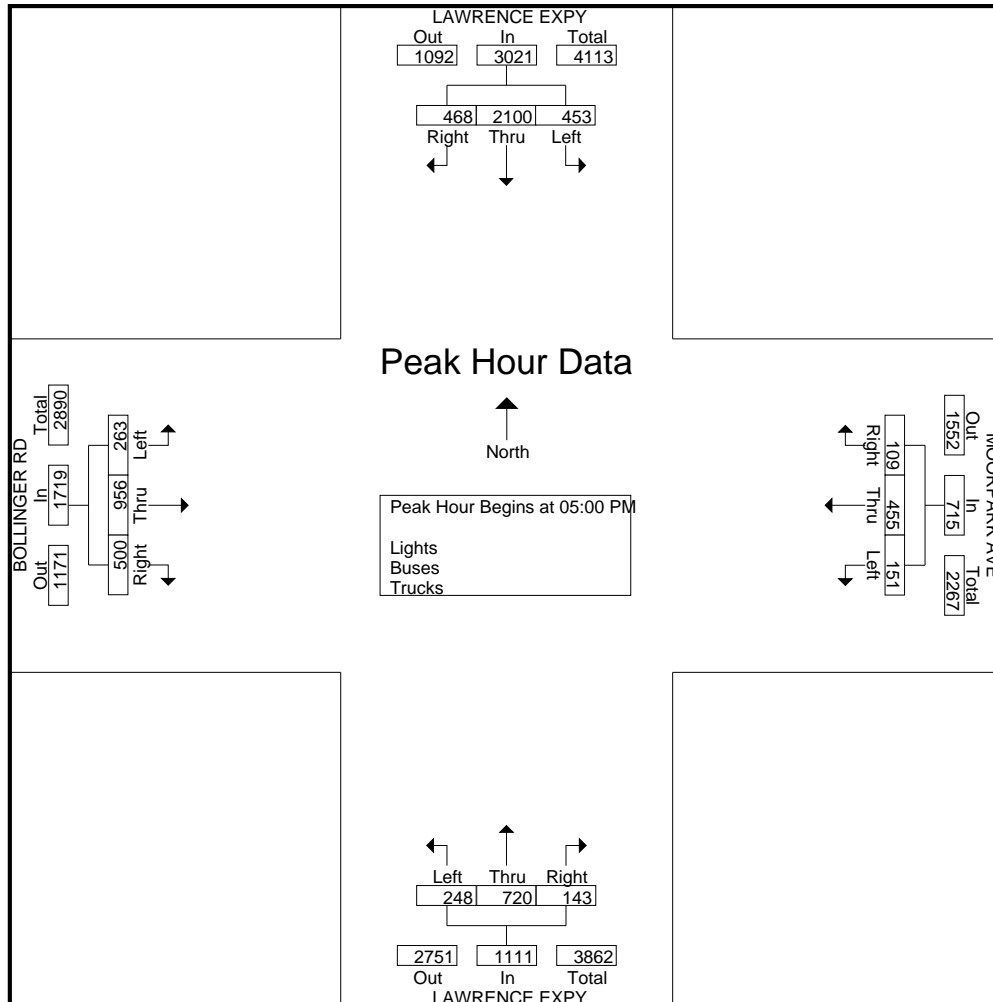 LAWRENCE EXPY
Out In Total
1092 3021 4113
468 2100 453
Right Thru Left
Peak Hour Data
North
Peak Hour Begins at 05:00 PM
Lights
Buses
Trucks
BOLLINGER RD
Total In Out
2890 1719 1171
263 956 500
Left Thru Right
MOORPARK AVE
Out In Total
1552 715 2267
109 455 151
Right Thru Left
Left Thru Right
248 720 143
2751 1111 3862
Out In Total
LAWRENCE EXPY